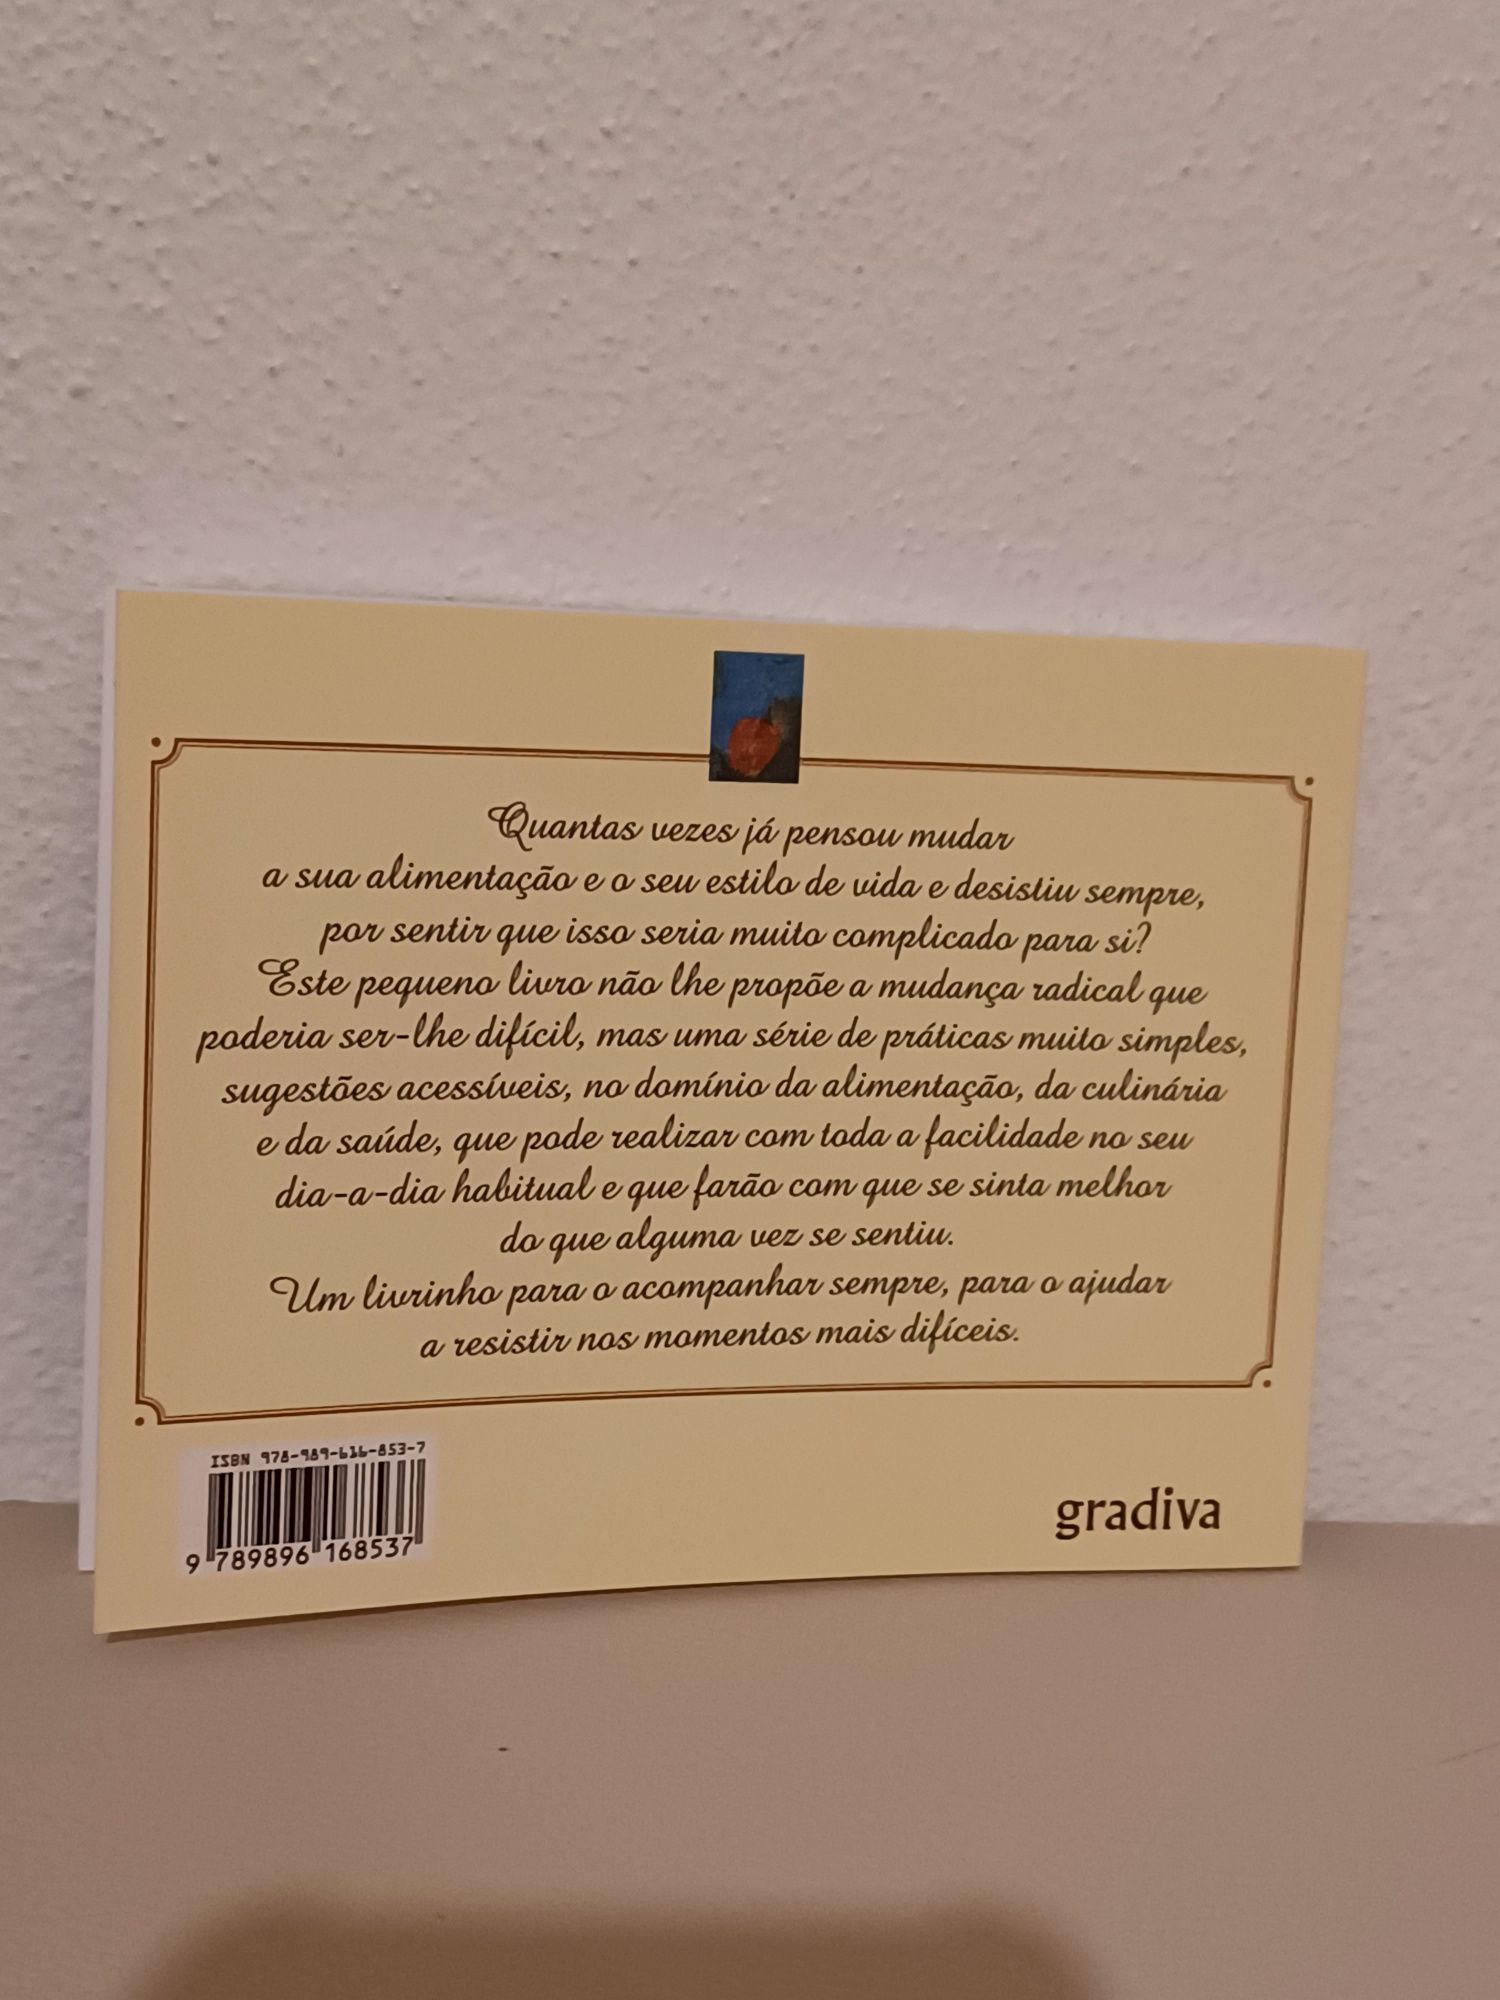 Quantas vezes já pensou mudar
a sua alimentação e o seu estilo de vida e desistiu sempre,
por sentir que isso seria muito complicado para si?
Este pequeno livro não lhe propõe a mudança radical que
poderia ser-lhe difícil, mas uma série de práticas muito simples,
sugestões acessíveis, no domínio da alimentação, da culinária
e da saúde, que pode realizar com toda a facilidade no seu
dia-a-dia habitual e que farão com que se sinta melhor
do que alguma vez se sentiu.
Um livrinho para o acompanhar sempre, para o ajudar
a resistir nos momentos mais difíceis.
ISBN 978-989-616-853-7
9 789896 168537
gradiva